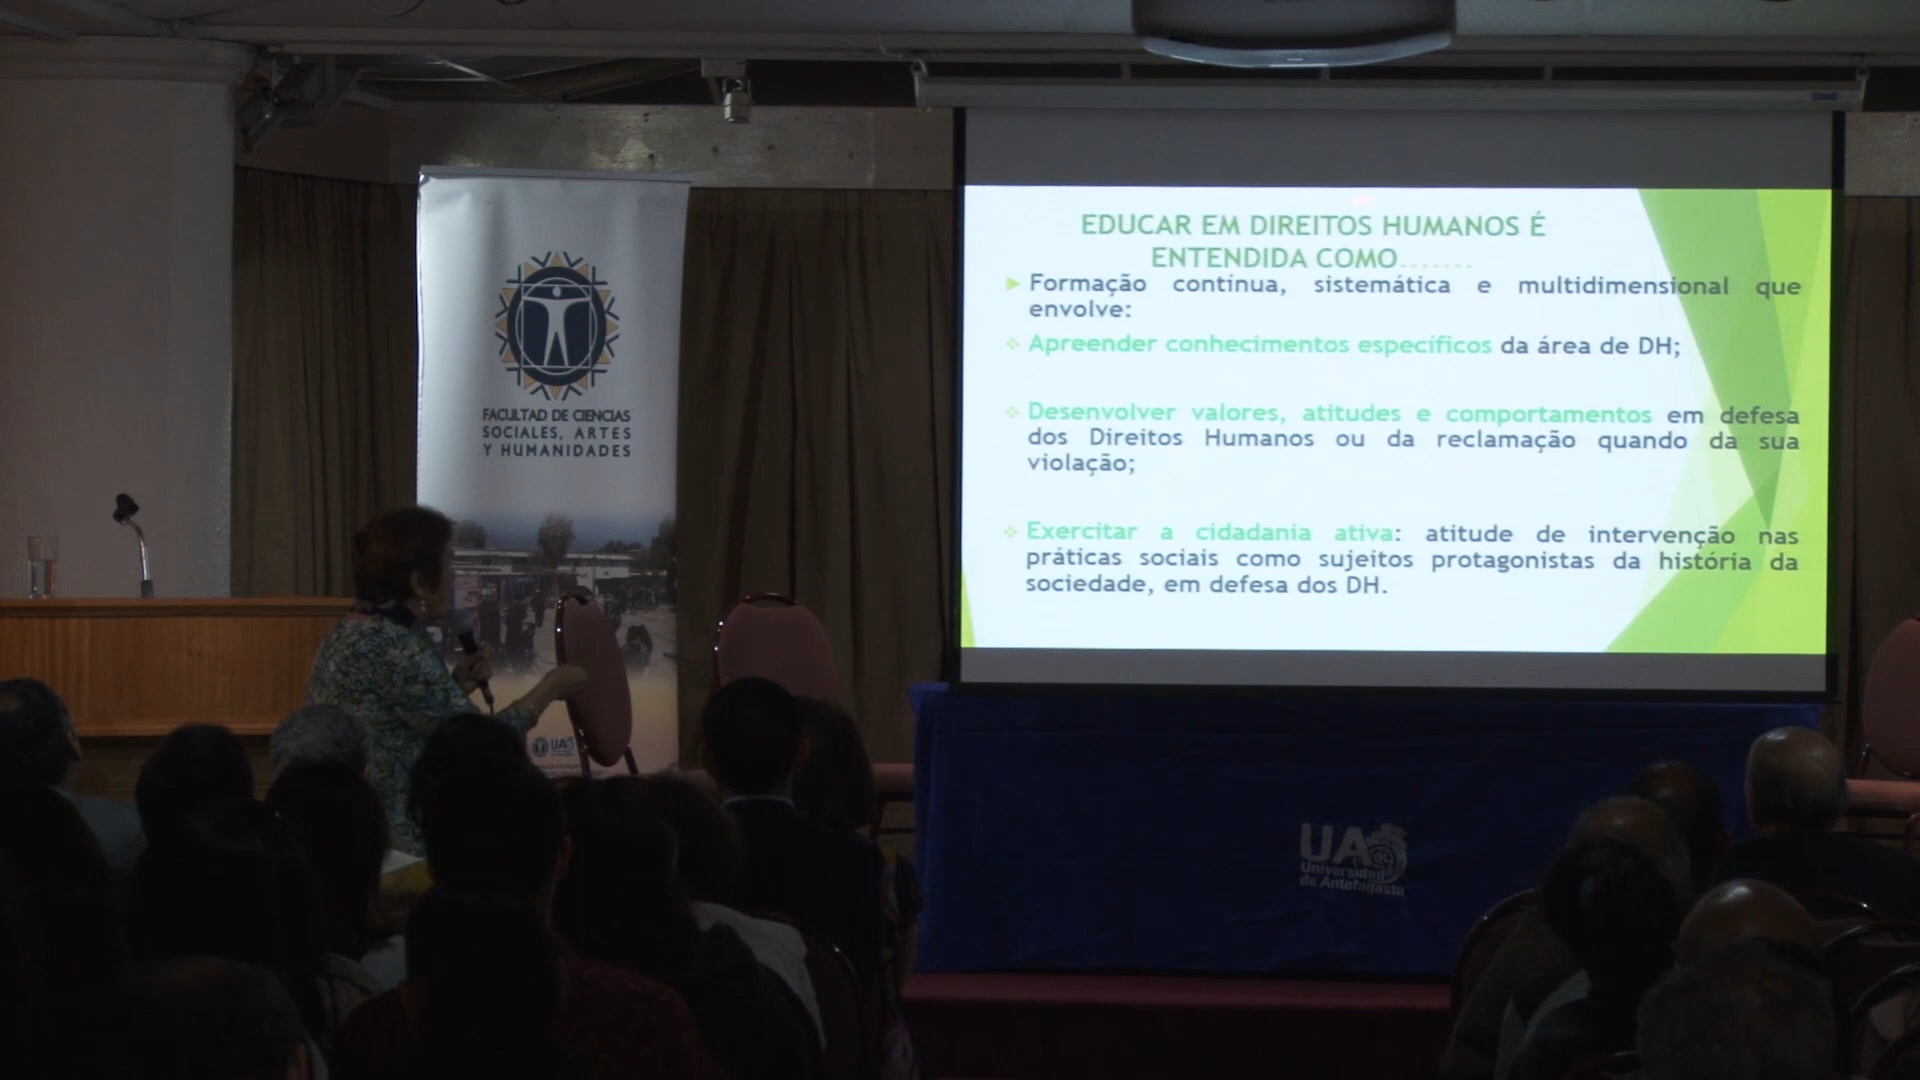 FACULTAD DE CIENCIAS
SOCIALES, ARTES
Y HUMANIDADES
UA
EDUCAR EM DIREITOS HUMANOS É
ENTENDIDA COMO.......
Formação contínua, sistemática e multidimensional que
envolve:
Apreender conhecimentos específicos da área de DH;
Desenvolver valores, atitudes e comportamentos em defesa
dos Direitos Humanos ou da reclamação quando da sua
violação;
Exercitar a cidadania ativa: atitude de intervenção nas
práticas sociais como sujeitos protagonistas da história da
sociedade, em defesa dos DH.
UA
Universidad
de Antofagasta